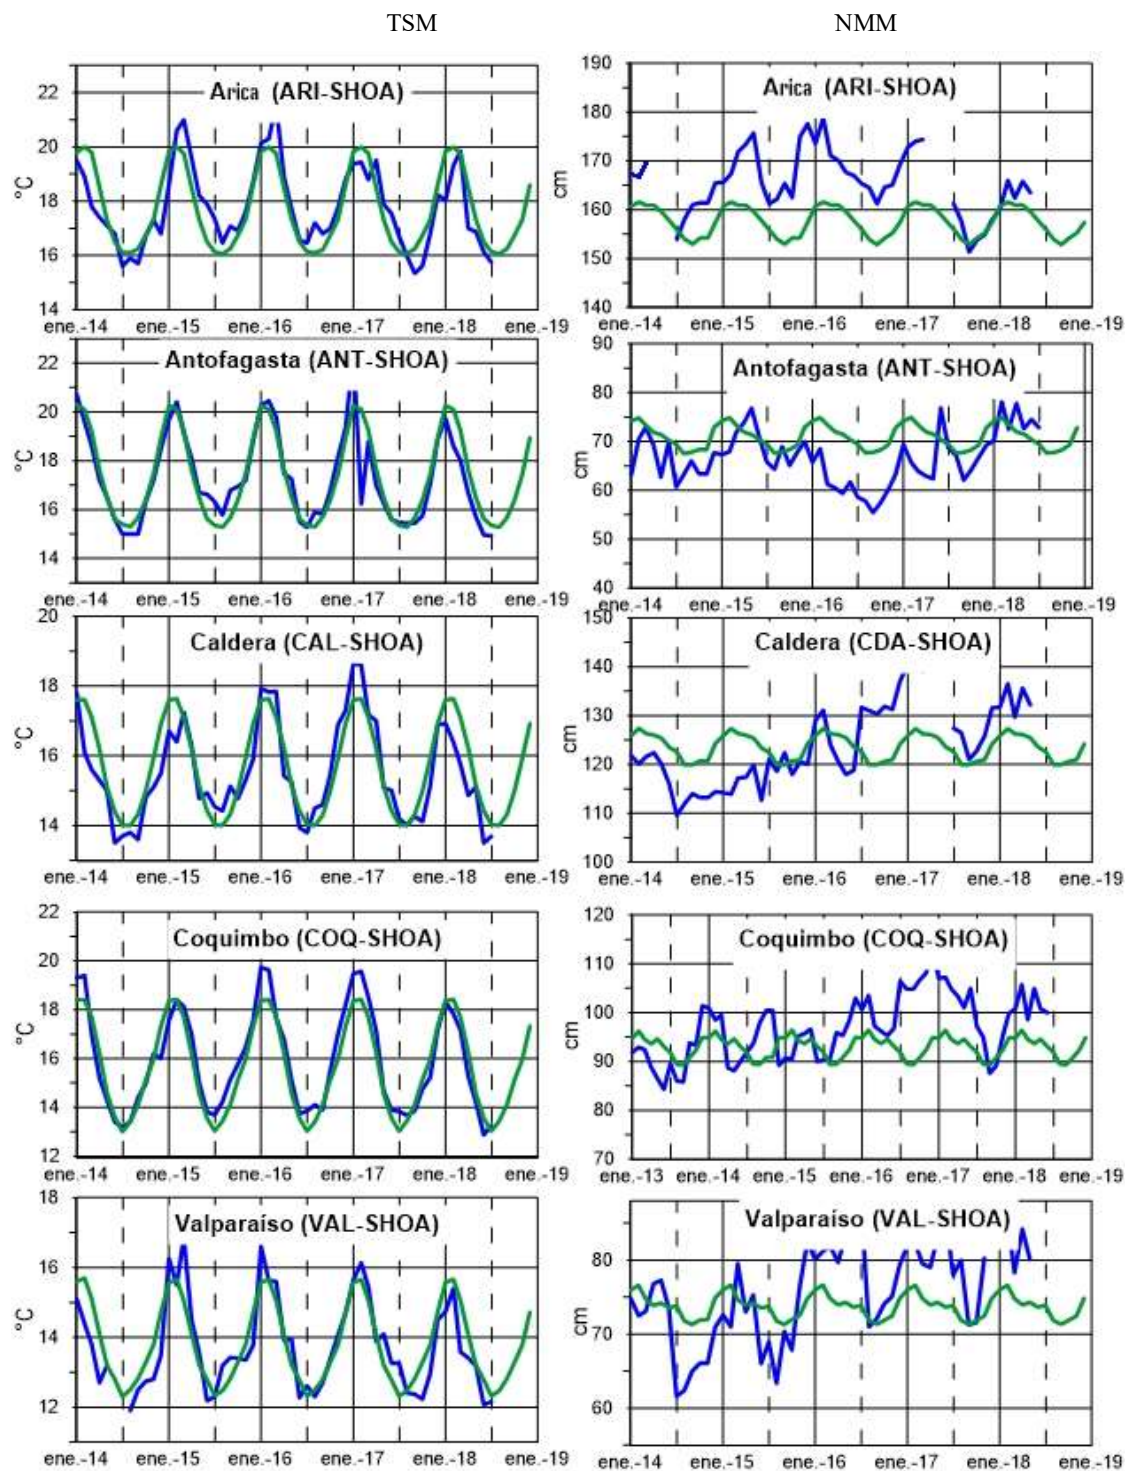 TSM NMM
Arica (ARI-SHOA)
°C
22
20
18
16
14
ene.-14 ene.-15 ene.-16 ene.-17 ene.-18 ene.-19
Arica (ARI-SHOA)
cm
190
180
170
160
150
140
ene.-14 ene.-15 ene.-16 ene.-17 ene.-18 ene.-19
Antofagasta (ANT-SHOA)
°C
22
20
18
16
14
ene.-14 ene.-15 ene.-16 ene.-17 ene.-18 ene.-19
Antofagasta (ANT-SHOA)
cm
90
80
70
60
50
40
ene.-14 ene.-15 ene.-16 ene.-17 ene.-18 ene.-19
Caldera (CAL-SHOA)
°C
20
18
16
14
ene.-14 ene.-15 ene.-16 ene.-17 ene.-18 ene.-19
Caldera (CDA-SHOA)
cm
150
140
130
120
110
100
ene.-14 ene.-15 ene.-16 ene.-17 ene.-18 ene.-19
Coquimbo (COQ-SHOA)
°C
22
20
18
16
14
12
ene.-14 ene.-15 ene.-16 ene.-17 ene.-18 ene.-19
Coquimbo (COQ-SHOA)
cm
120
110
100
90
80
70
ene.-13 ene.-14 ene.-15 ene.-16 ene.-17 ene.-18 ene.-19
Valparaíso (VAL-SHOA)
°C
18
16
14
12
ene.-14 ene.-15 ene.-16 ene.-17 ene.-18 ene.-19
Valparaíso (VAL-SHOA)
cm
80
70
60
ene.-14 ene.-15 ene.-16 ene.-17 ene.-18 ene.-19